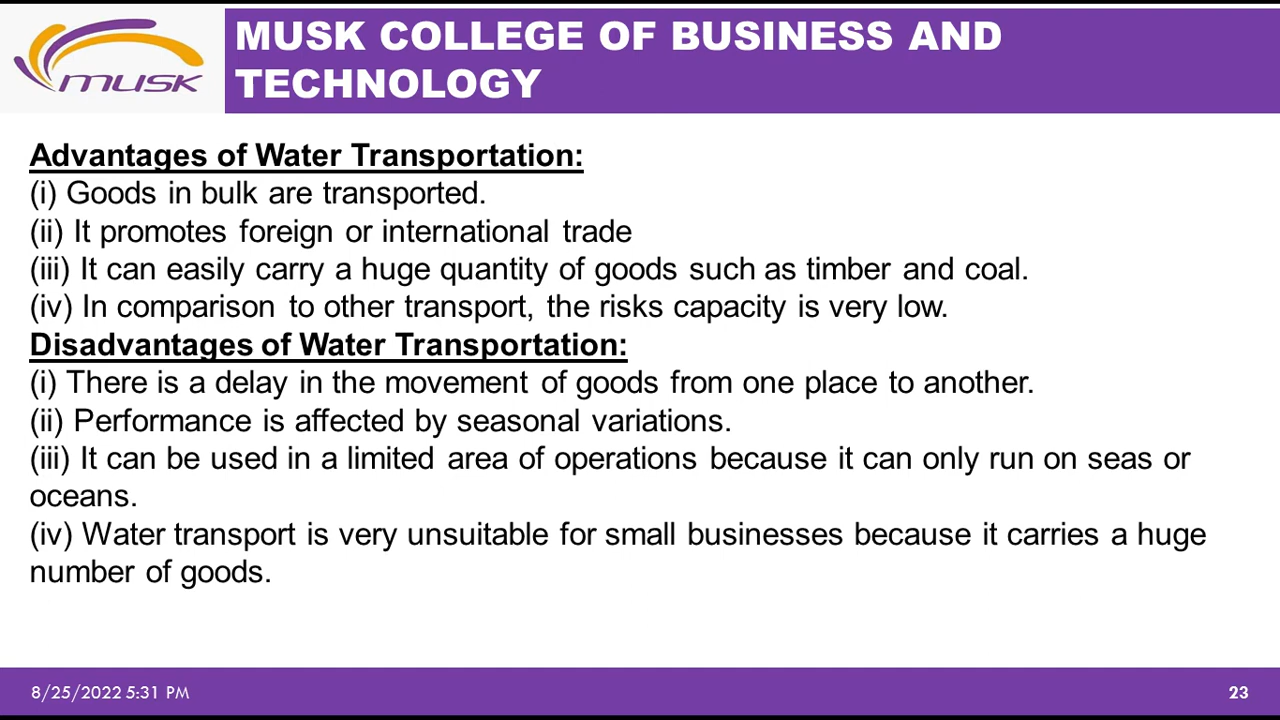 musk
MUSK COLLEGE OF BUSINESS AND
TECHNOLOGY
Advantages of Water Transportation:
(i) Goods in bulk are transported.
(ii) It promotes foreign or international trade
(iii) It can easily carry a huge quantity of goods such as timber and coal.
(iv) In comparison to other transport, the risks capacity is very low.
Disadvantages of Water Transportation:
(i) There is a delay in the movement of goods from one place to another.
(ii) Performance is affected by seasonal variations.
(iii) It can be used in a limited area of operations because it can only run on seas or
oceans.
(iv) Water transport is very unsuitable for small businesses because it carries a huge
number of goods.
8/25/2022 5:31 PM
23